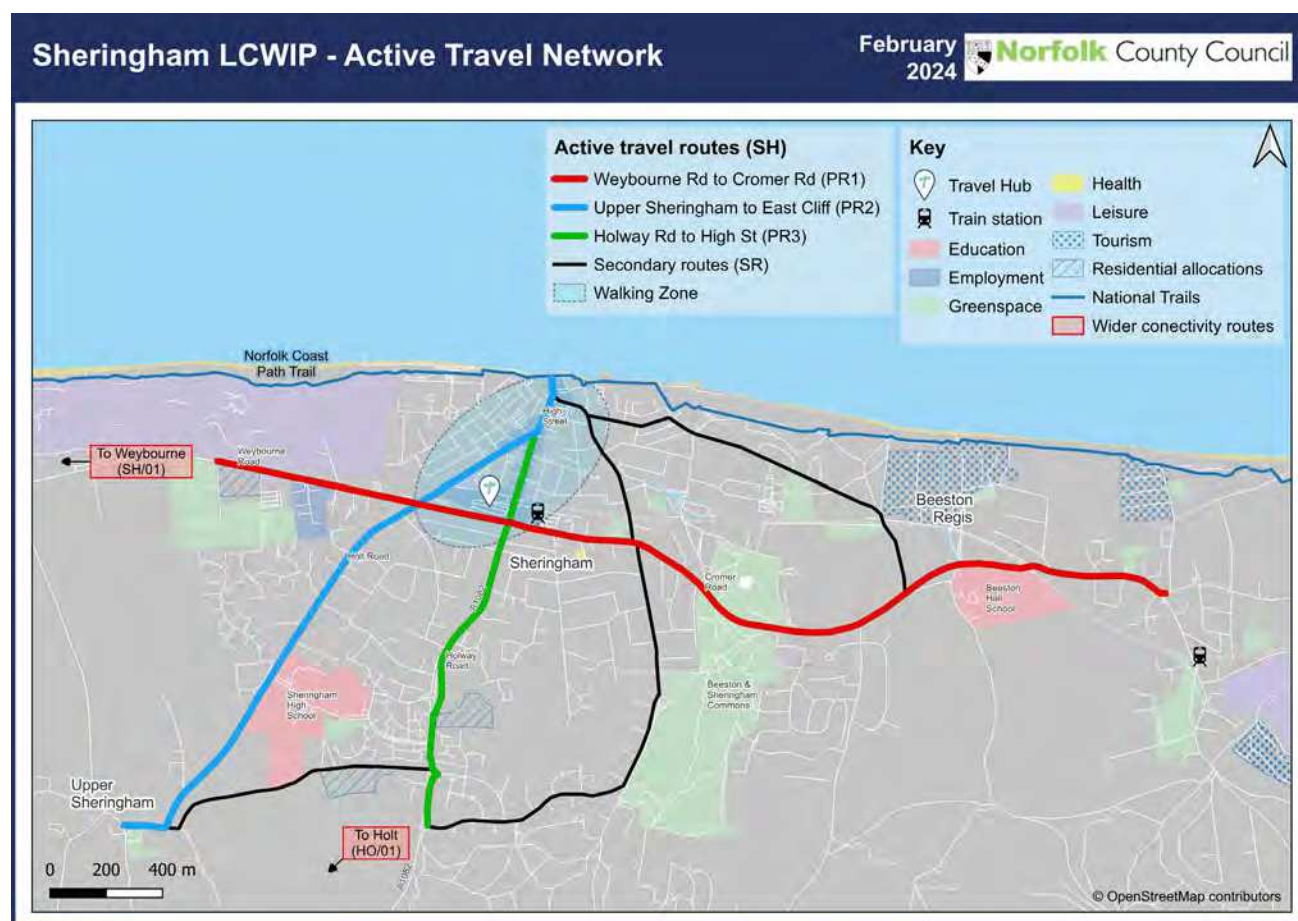 Sheringham LCWIP - Active Travel Network
February
2024
Norfolk County Council
Active travel routes (SH)
Weybourne Rd to Cromer Rd (PR1)
Upper Sheringham to East Cliff (PR2)
Holway Rd to High St (PR3)
Secondary routes (SR)
Walking Zone
Key
Travel Hub
Train station
Education
Employment
Greenspace
Health
Leisure
Tourism
Residential allocations
National Trails
Wider conectivity routes
Norfolk Coast
Path Trail
High
Street
To Weybourne
(SH/01)
Weybourne
Road
Beeston
Regis
Holt Road
Sheringham
Cromer
Road
Beeston
Hall
School
A1082
Holway
Road
Sheringham
High
School
Beeston &
Sheringham
Commons
Upper
Sheringham
To Holt
(HO/01)
A1082
0 200 400 m
© OpenStreetMap contributors